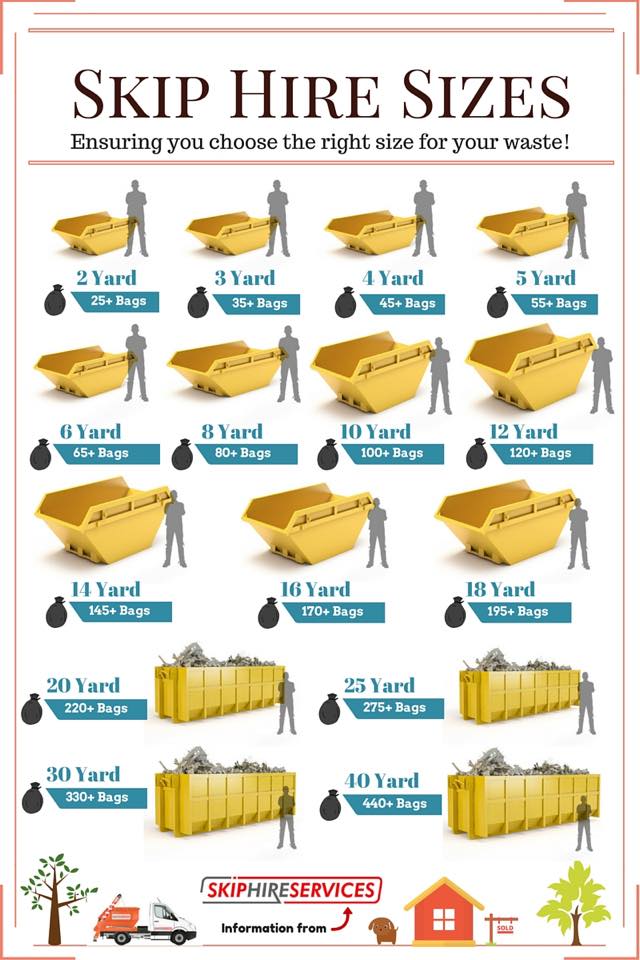 Skip Hire Sizes
Ensuring you choose the right size for your waste!
2 Yard
25+ Bags
3 Yard
35+ Bags
4 Yard
45+ Bags
5 Yard
55+ Bags
6 Yard
65+ Bags
8 Yard
80+ Bags
10 Yard
100+ Bags
12 Yard
120+ Bags
14 Yard
145+ Bags
16 Yard
170+ Bags
18 Yard
195+ Bags
20 Yard
220+ Bags
25 Yard
275+ Bags
30 Yard
330+ Bags
40 Yard
440+ Bags
SKIPHIRESERVICES
Information from
SOLD